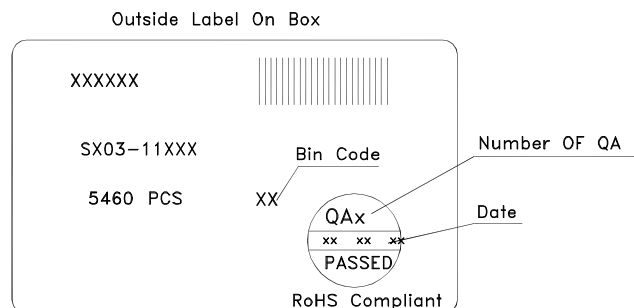 Outside Label On Box
XXXXXX
SX03-11XXX
Bin Code
Number OF QA
5460 PCS
XX
QAx
Date
xx xx xx
PASSED
RoHS Compliant